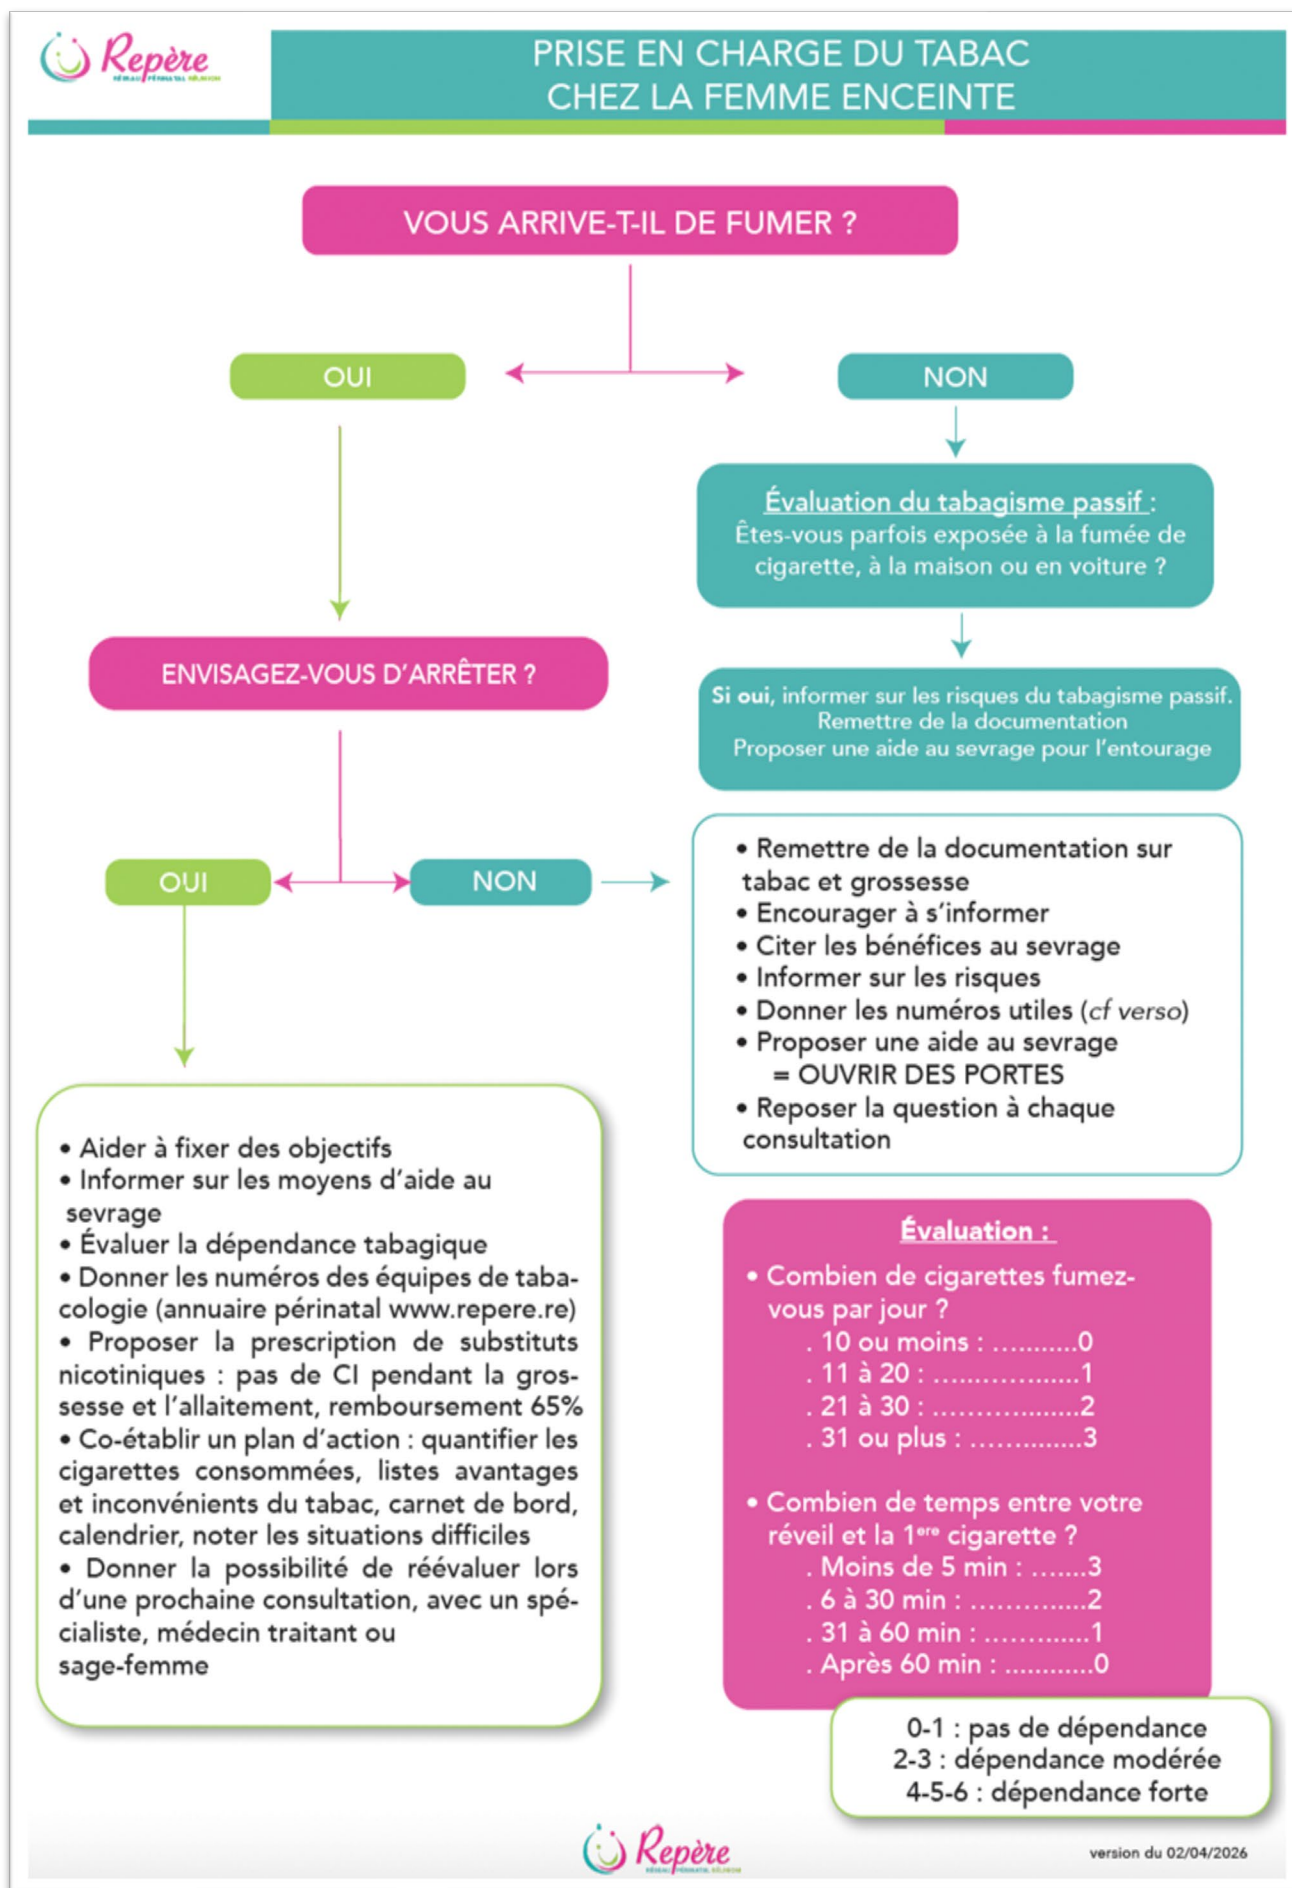 Repère
RÉSEAU PÉRINATAL RÉUNION
PRISE EN CHARGE DU TABAC
CHEZ LA FEMME ENCEINTE
VOUS ARRIVE-T-IL DE FUMER ?
OUI
NON
Évaluation du tabagisme passif :
Êtes-vous parfois exposée à la fumée de
cigarette, à la maison ou en voiture ?
Si oui, informer sur les risques du tabagisme passif.
Remettre de la documentation
Proposer une aide au sevrage pour l'entourage
ENVISAGEZ-VOUS D'ARRÊTER ?
OUI
NON
• Remettre de la documentation sur
tabac et grossesse
• Encourager à s'informer
• Citer les bénéfices au sevrage
• Informer sur les risques
• Donner les numéros utiles (cf verso)
• Proposer une aide au sevrage
= OUVRIR DES PORTES
• Reposer la question à chaque
consultation
• Aider à fixer des objectifs
• Informer sur les moyens d'aide au
sevrage
• Évaluer la dépendance tabagique
• Donner les numéros des équipes de taba-
cologie (annuaire périnatal www.repere.re)
• Proposer la prescription de substituts
nicotiniques : pas de CI pendant la gros-
sesse et l'allaitement, remboursement 65%
• Co-établir un plan d'action : quantifier les
cigarettes consommées, listes avantages
et inconvénients du tabac, carnet de bord,
calendrier, noter les situations difficiles
• Donner la possibilité de réévaluer lors
d'une prochaine consultation, avec un spé-
cialiste, médecin traitant ou
sage-femme
Évaluation :
• Combien de cigarettes fumez-
vous par jour ?
. 10 ou moins : ............0
. 11 à 20 : ..................1
. 21 à 30 : ..................2
. 31 ou plus : ..............3
• Combien de temps entre votre
réveil et la 1ere cigarette ?
. Moins de 5 min : .......3
. 6 à 30 min : ..............2
. 31 à 60 min : .............1
. Après 60 min : ............0
0-1 : pas de dépendance
2-3 : dépendance modérée
4-5-6 : dépendance forte
Repère
RÉSEAU PÉRINATAL RÉUNION
version du 02/04/2026